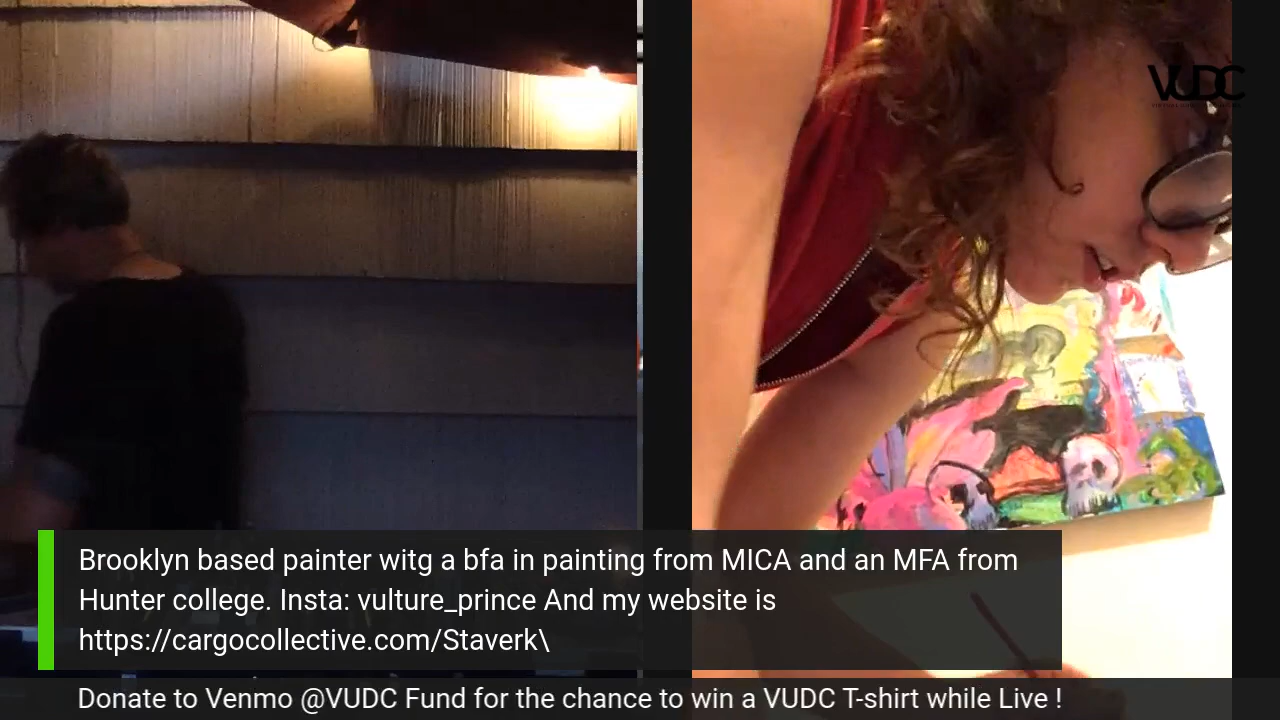 VUDC
Brooklyn based painter witg a bfa in painting from MICA and an MFA from
Hunter college. Insta: vulture_prince And my website is
https://cargocollective.com/Staverk\
Donate to Venmo @VUDC Fund for the chance to win a VUDC T-shirt while Live !